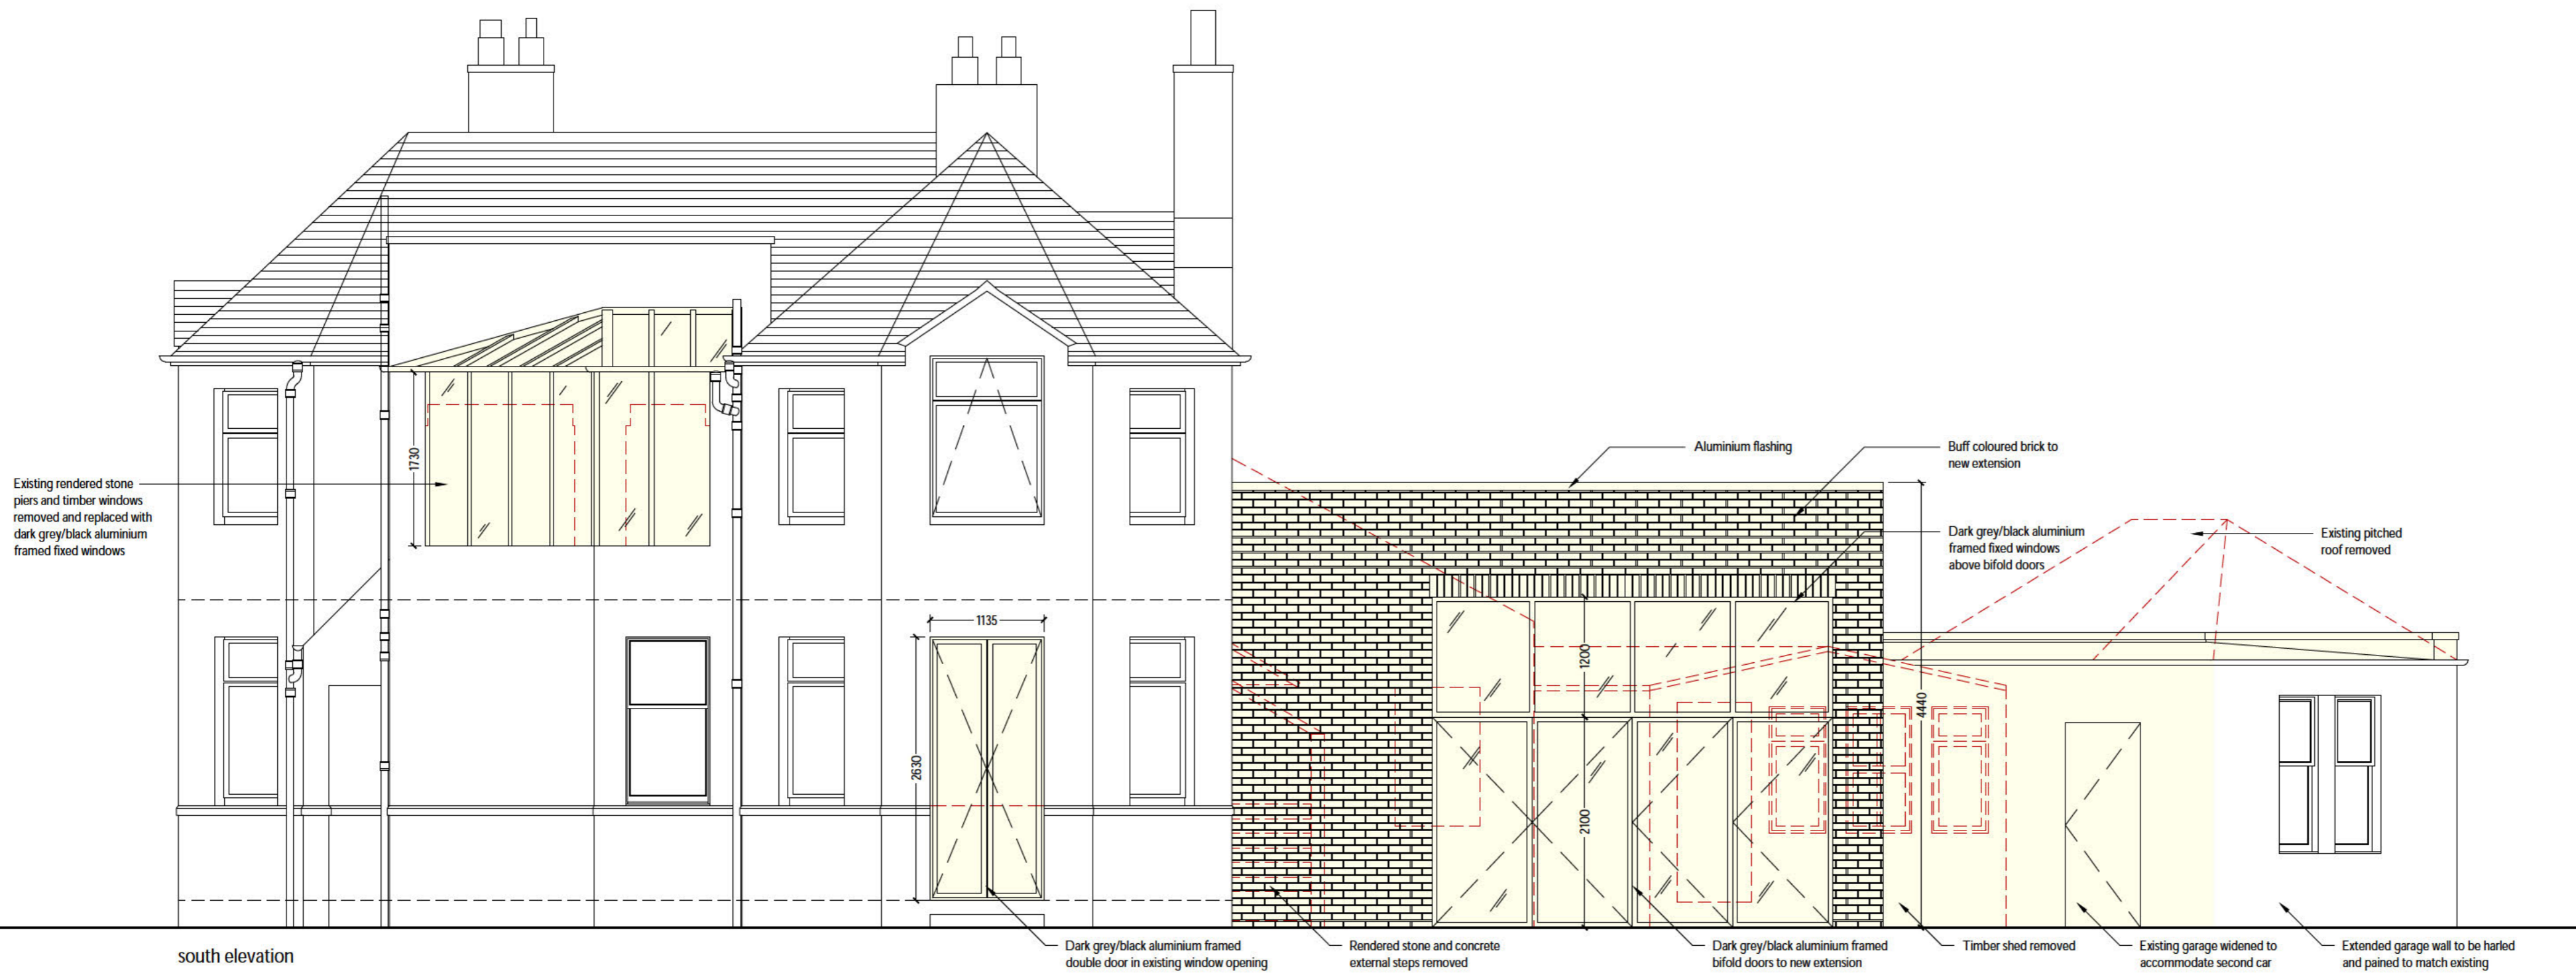 Aluminium flashing
Buff coloured brick to
new extension
1730
Existing rendered stone
piers and timber windows
removed and replaced with
dark grey/black aluminium
framed fixed windows
Dark grey/black aluminium
framed fixed windows
above bifold doors
Existing pitched
roof removed
1135
1200
4440
2630
2100
Dark grey/black aluminium framed
double door in existing window opening
Rendered stone and concrete
external steps removed
Dark grey/black aluminium framed
bifold doors to new extension
Timber shed removed
Existing garage widened to
accommodate second car
Extended garage wall to be harled
and pained to match existing
south elevation